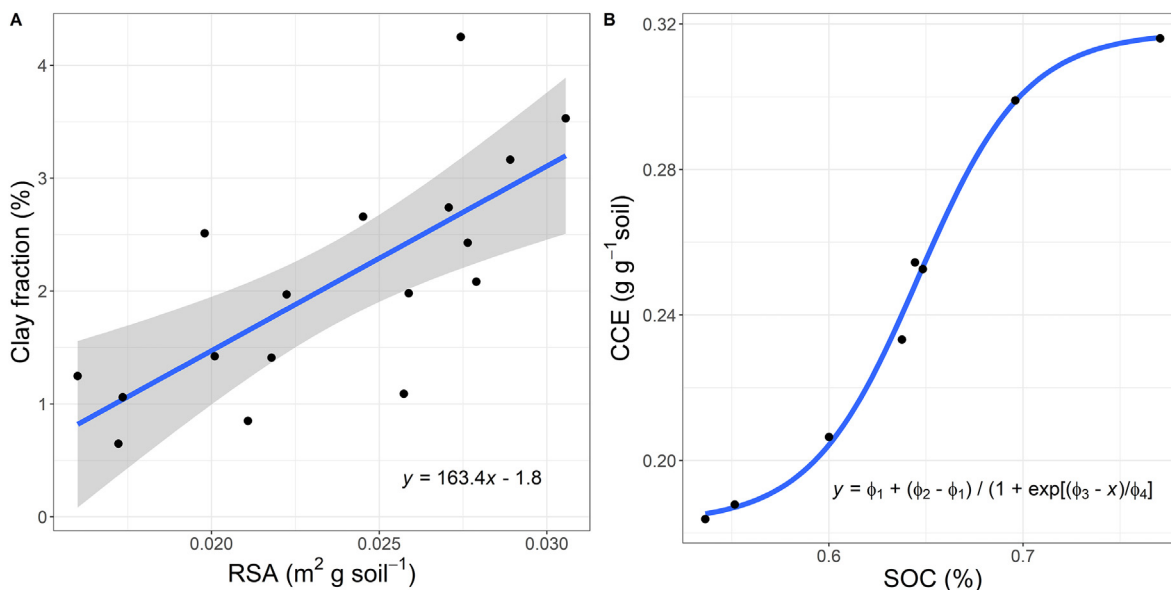 A
Clay fraction (%)
4
3
2
1
0
y = 163.4x - 1.8
0.020 0.025 0.030
RSA (m² g soil⁻¹)
B
CCE (g g⁻¹soil)
0.32
0.28
0.24
0.20
y = ϕ₁ + (ϕ₂ - ϕ₁) / (1 + exp[(ϕ₃ - x)/ϕ₄]
0.6 0.7
SOC (%)